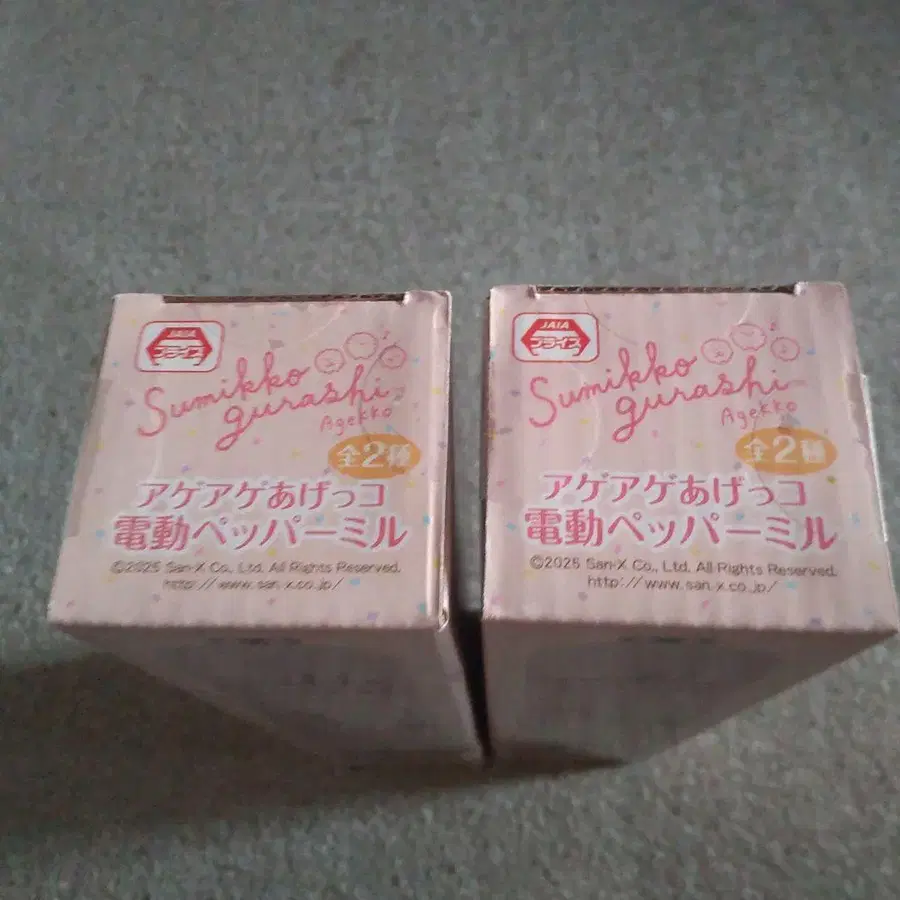 JAIA
プライズ
Sumikko
gurashi
Agekko
全2種
アゲアゲあげっコ
電動ペッパーミル
©2025 San-X Co., Ltd. All Rights Reserved.
http://www.san-x.co.jp/
JAIA
プライズ
Sumikko
gurashi
Agekko
全2種
アゲアゲあげっコ
電動ペッパーミル
©2025 San-X Co., Ltd. All Rights Reserved.
http://www.san-x.co.jp/